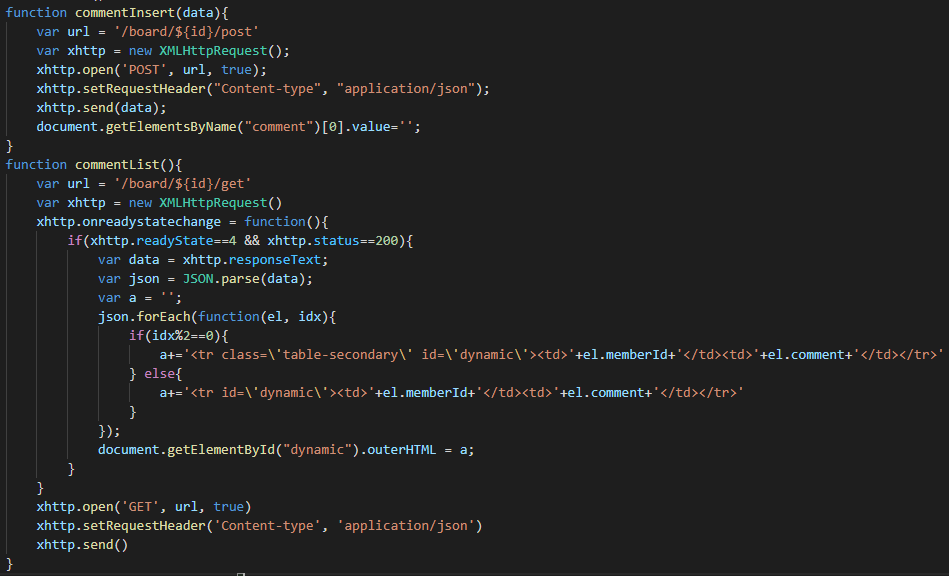 function commentInsert(data){
    var url = '/board/${id}/post'
    var xhttp = new XMLHttpRequest();
    xhttp.open('POST', url, true);
    xhttp.setRequestHeader("Content-type", "application/json");
    xhttp.send(data);
    document.getElementsByName("comment")[0].value='';
}
function commentList(){
    var url = '/board/${id}/get'
    var xhttp = new XMLHttpRequest()
    xhttp.onreadystatechange = function(){
        if(xhttp.readyState==4 && xhttp.status==200){
            var data = xhttp.responseText;
            var json = JSON.parse(data);
            var a = '';
            json.forEach(function(el, idx){
                if(idx%2==0){
                    a+='<tr class=\'table-secondary\' id=\'dynamic\'><td>'+el.memberId+'</td><td>'+el.comment+'</td></tr>'
                } else{
                    a+='<tr id=\'dynamic\'><td>'+el.memberId+'</td><td>'+el.comment+'</td></tr>'
                }
            });
            document.getElementById("dynamic").outerHTML = a;
        }
    }
    xhttp.open('GET', url, true)
    xhttp.setRequestHeader('Content-type', 'application/json')
    xhttp.send()
}